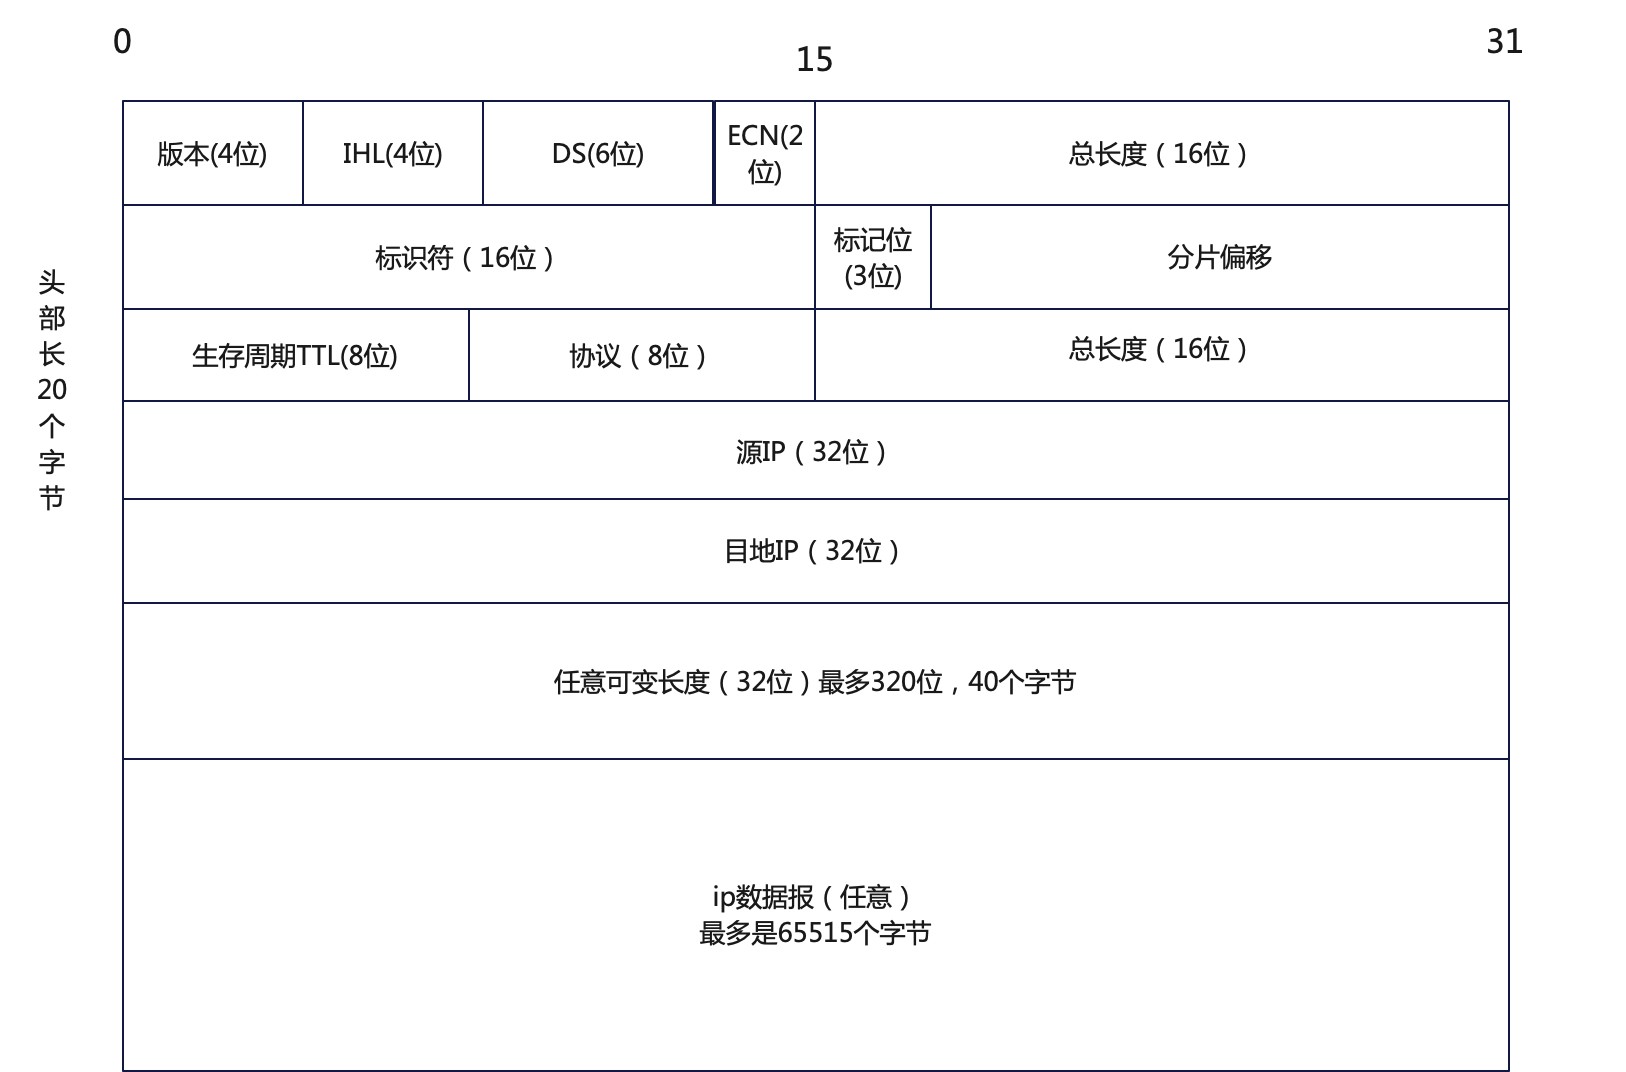 0
15
31
版本(4位)
IHL(4位)
DS(6位)
ECN(2
位)
总长度（16位）
标识符（16位）
标记位
(3位)
分片偏移
头
部
长
20
个
字
节
生存周期TTL(8位)
协议（8位）
总长度（16位）
源IP（32位）
目地IP（32位）
任意可变长度（32位）最多320位，40个字节
ip数据报（任意）
最多是65515个字节